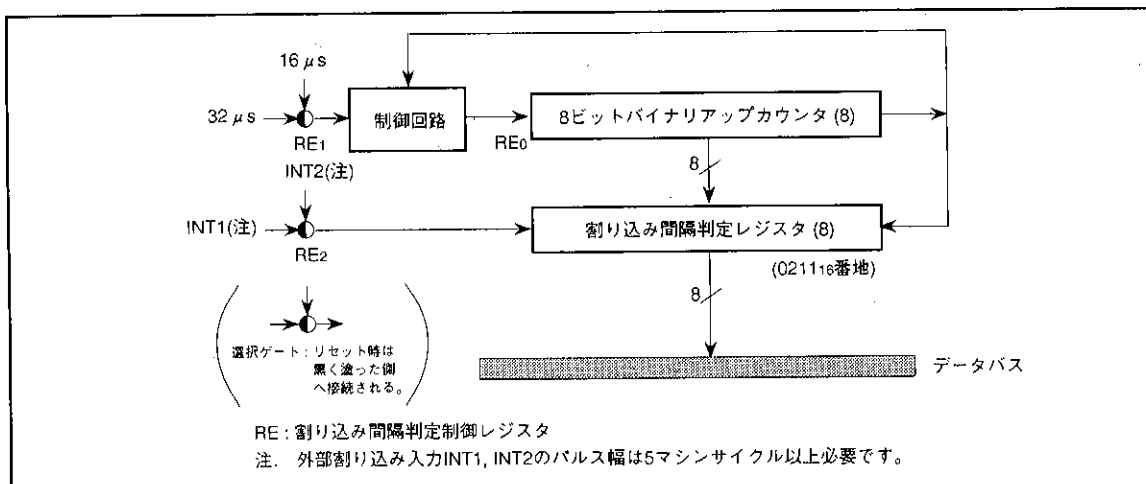 16 μs
32 μs
RE1
制御回路
RE0
8ビットバイナリアップカウンタ (8)
8
INT2(注)
INT1(注)
RE2
割り込み間隔判定レジスタ (8)
(021116番地)
8
選択ゲート : リセット時は
黒く塗った側
へ接続される。
データバス
RE : 割り込み間隔判定制御レジスタ
注. 外部割り込み入力INT1, INT2のパルス幅は5マシンサイクル以上必要です。